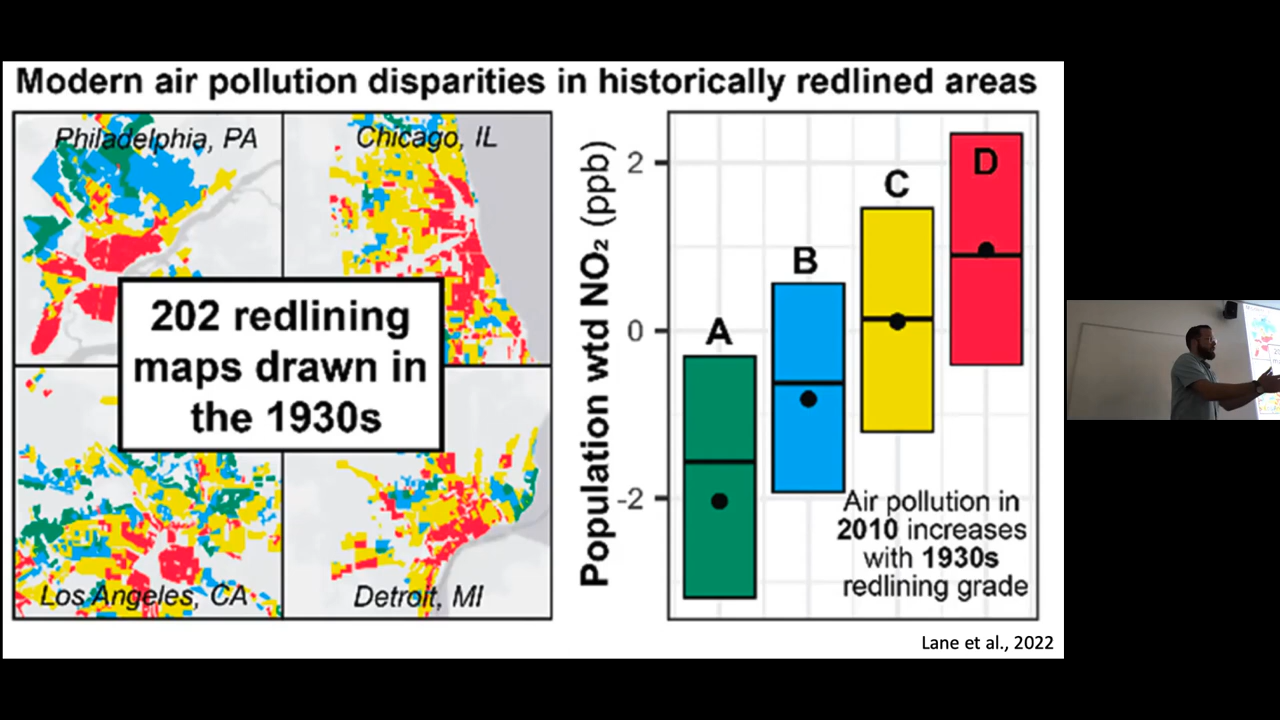 Modern air pollution disparities in historically redlined areas
Philadelphia, PA
Chicago, IL
202 redlining
maps drawn in
the 1930s
Los Angeles, CA
Detroit, MI
Population wtd NO₂ (ppb)
2
0
-2
A
B
C
D
Air pollution in
2010 increases
with 1930s
redlining grade
Lane et al., 2022